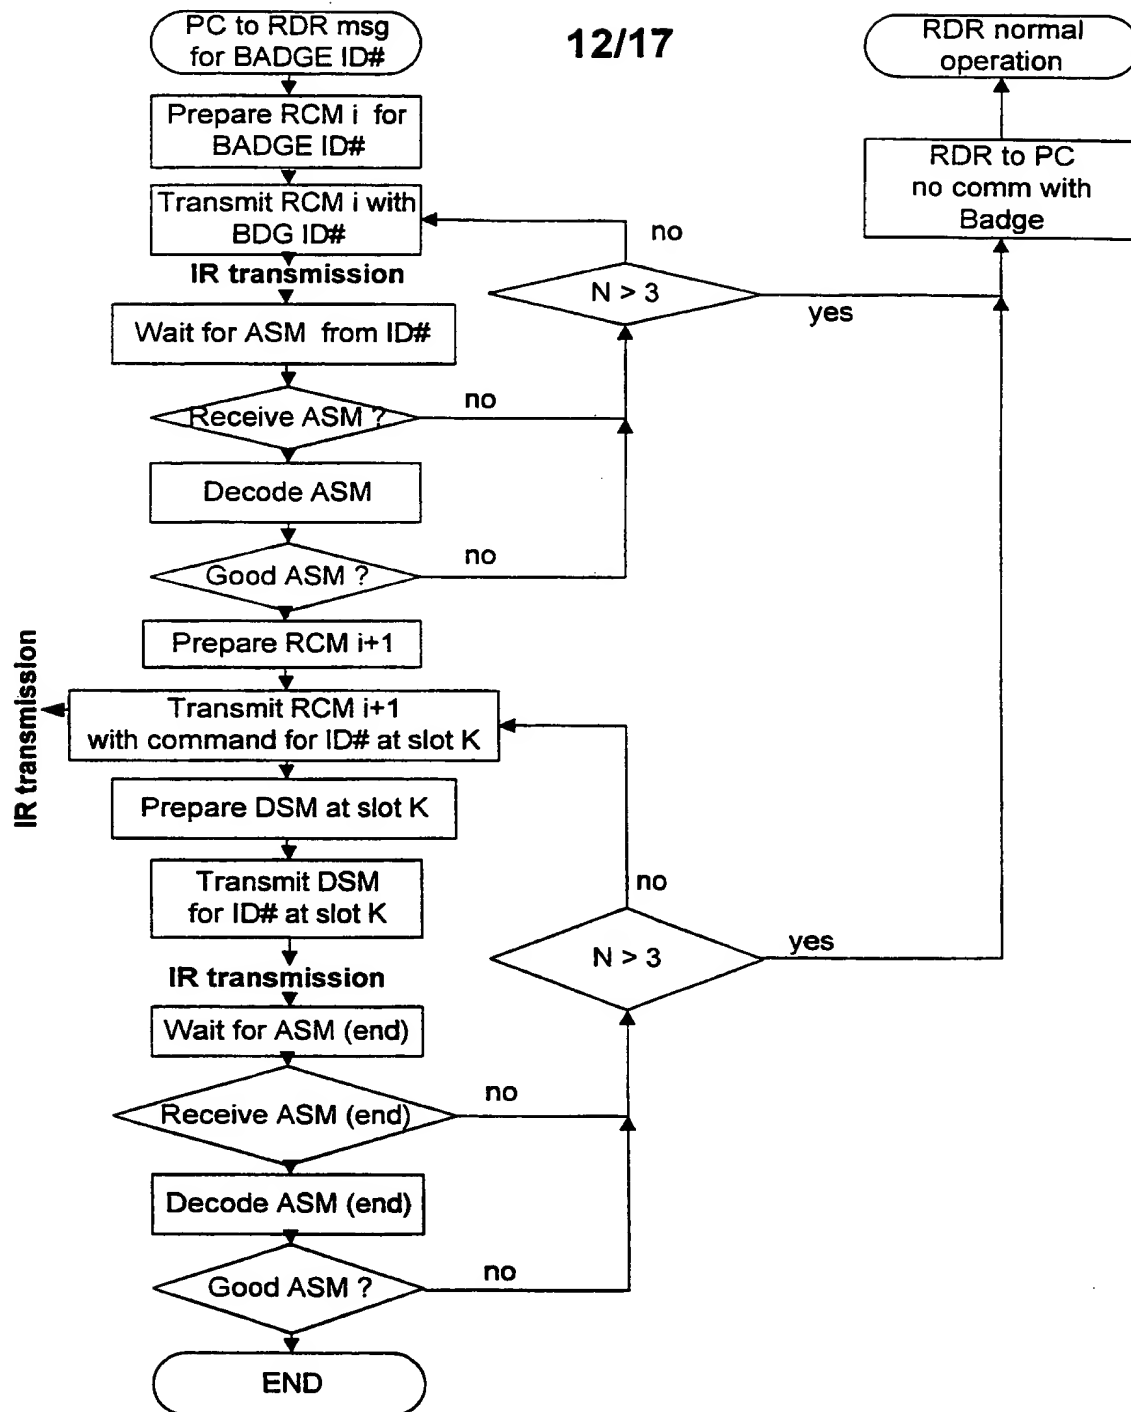 12/17
PC to RDR msg
for BADGE ID#
Prepare RCM i for
BADGE ID#
Transmit RCM i with
BDG ID#
IR transmission
Wait for ASM from ID#
Receive ASM ?
no
Decode ASM
Good ASM ?
no
N > 3
no
yes
RDR normal
operation
RDR to PC
no comm with
Badge
Prepare RCM i+1
Transmit RCM i+1
with command for ID# at slot K
IR transmission
Prepare DSM at slot K
Transmit DSM
for ID# at slot K
IR transmission
Wait for ASM (end)
Receive ASM (end)
no
Decode ASM (end)
Good ASM ?
no
N > 3
no
yes
END